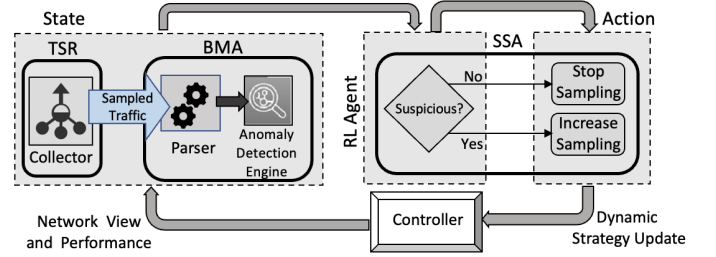 State
Action
TSR
BMA
SSA
Sampled
Traffic
Collector
Parser
Anomaly
Detection
Engine
RL Agent
Suspicious?
No
Yes
Stop
Sampling
Increase
Sampling
Network View
and Performance
Controller
Dynamic
Strategy Update